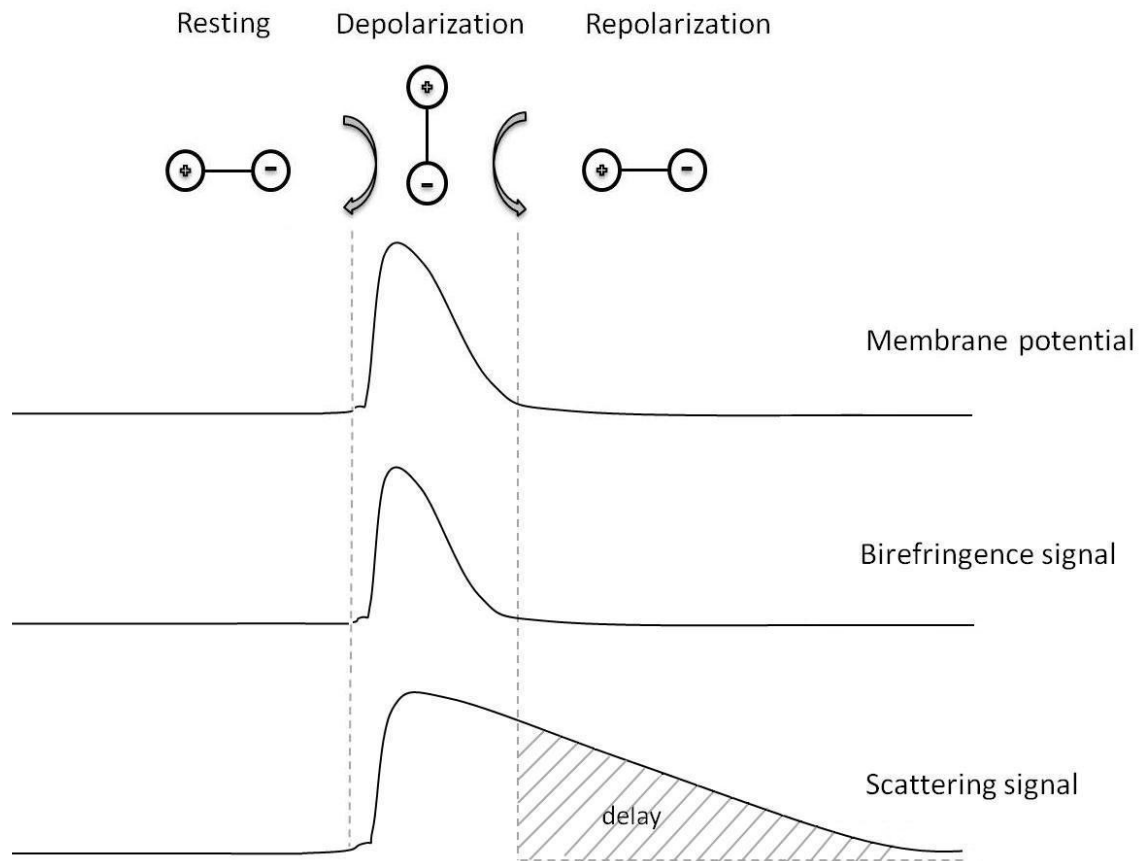 Resting Depolarization Repolarization
+
+ - - + -
Membrane potential
Birefringence signal
Scattering signal
delay